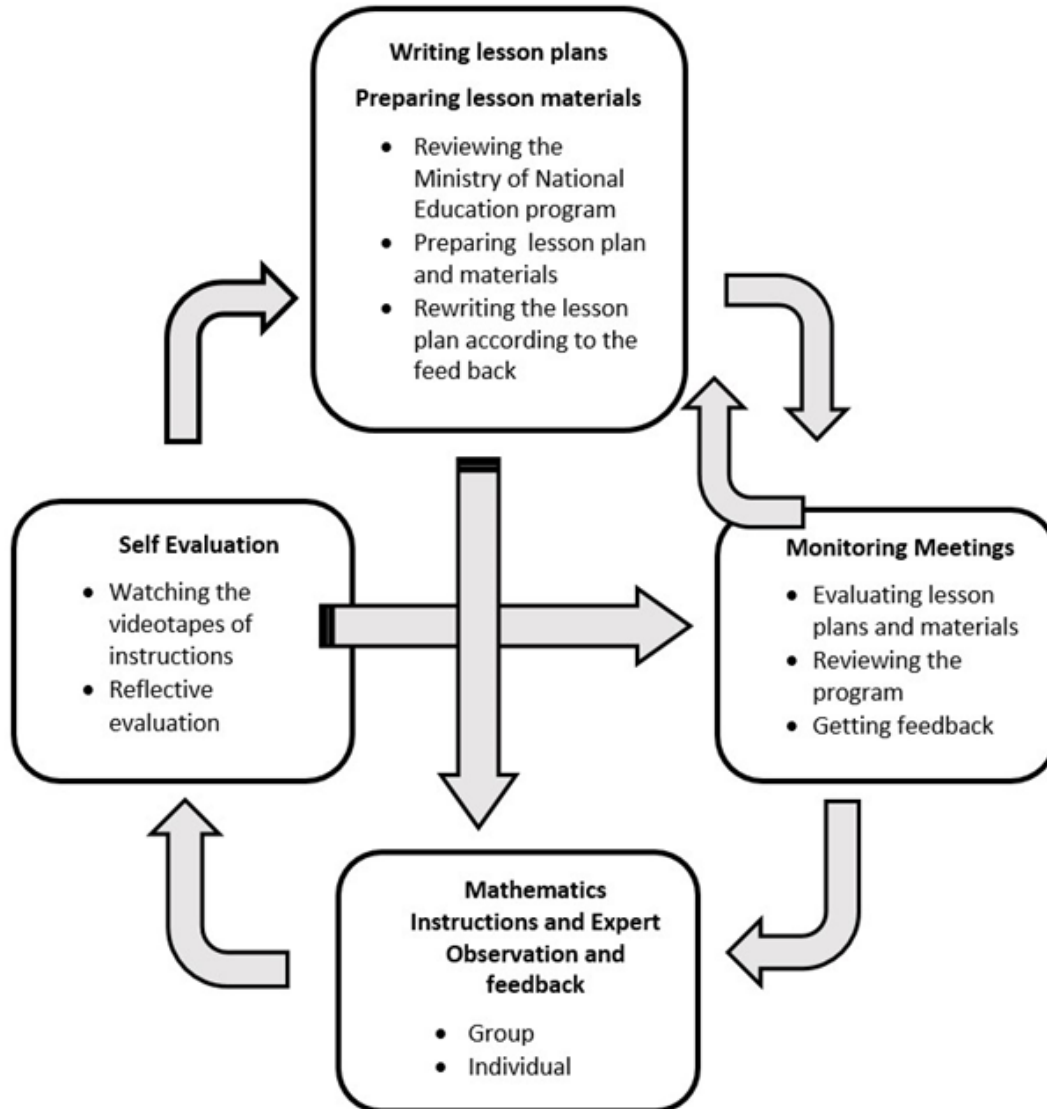 Writing lesson plans
Preparing lesson materials
• Reviewing the
Ministry of National
Education program
• Preparing lesson plan
and materials
• Rewriting the lesson
plan according to the
feed back
Self Evaluation
• Watching the
videotapes of
instructions
• Reflective
evaluation
Monitoring Meetings
• Evaluating lesson
plans and materials
• Reviewing the
program
• Getting feedback
Mathematics
Instructions and Expert
Observation and
feedback
• Group
• Individual